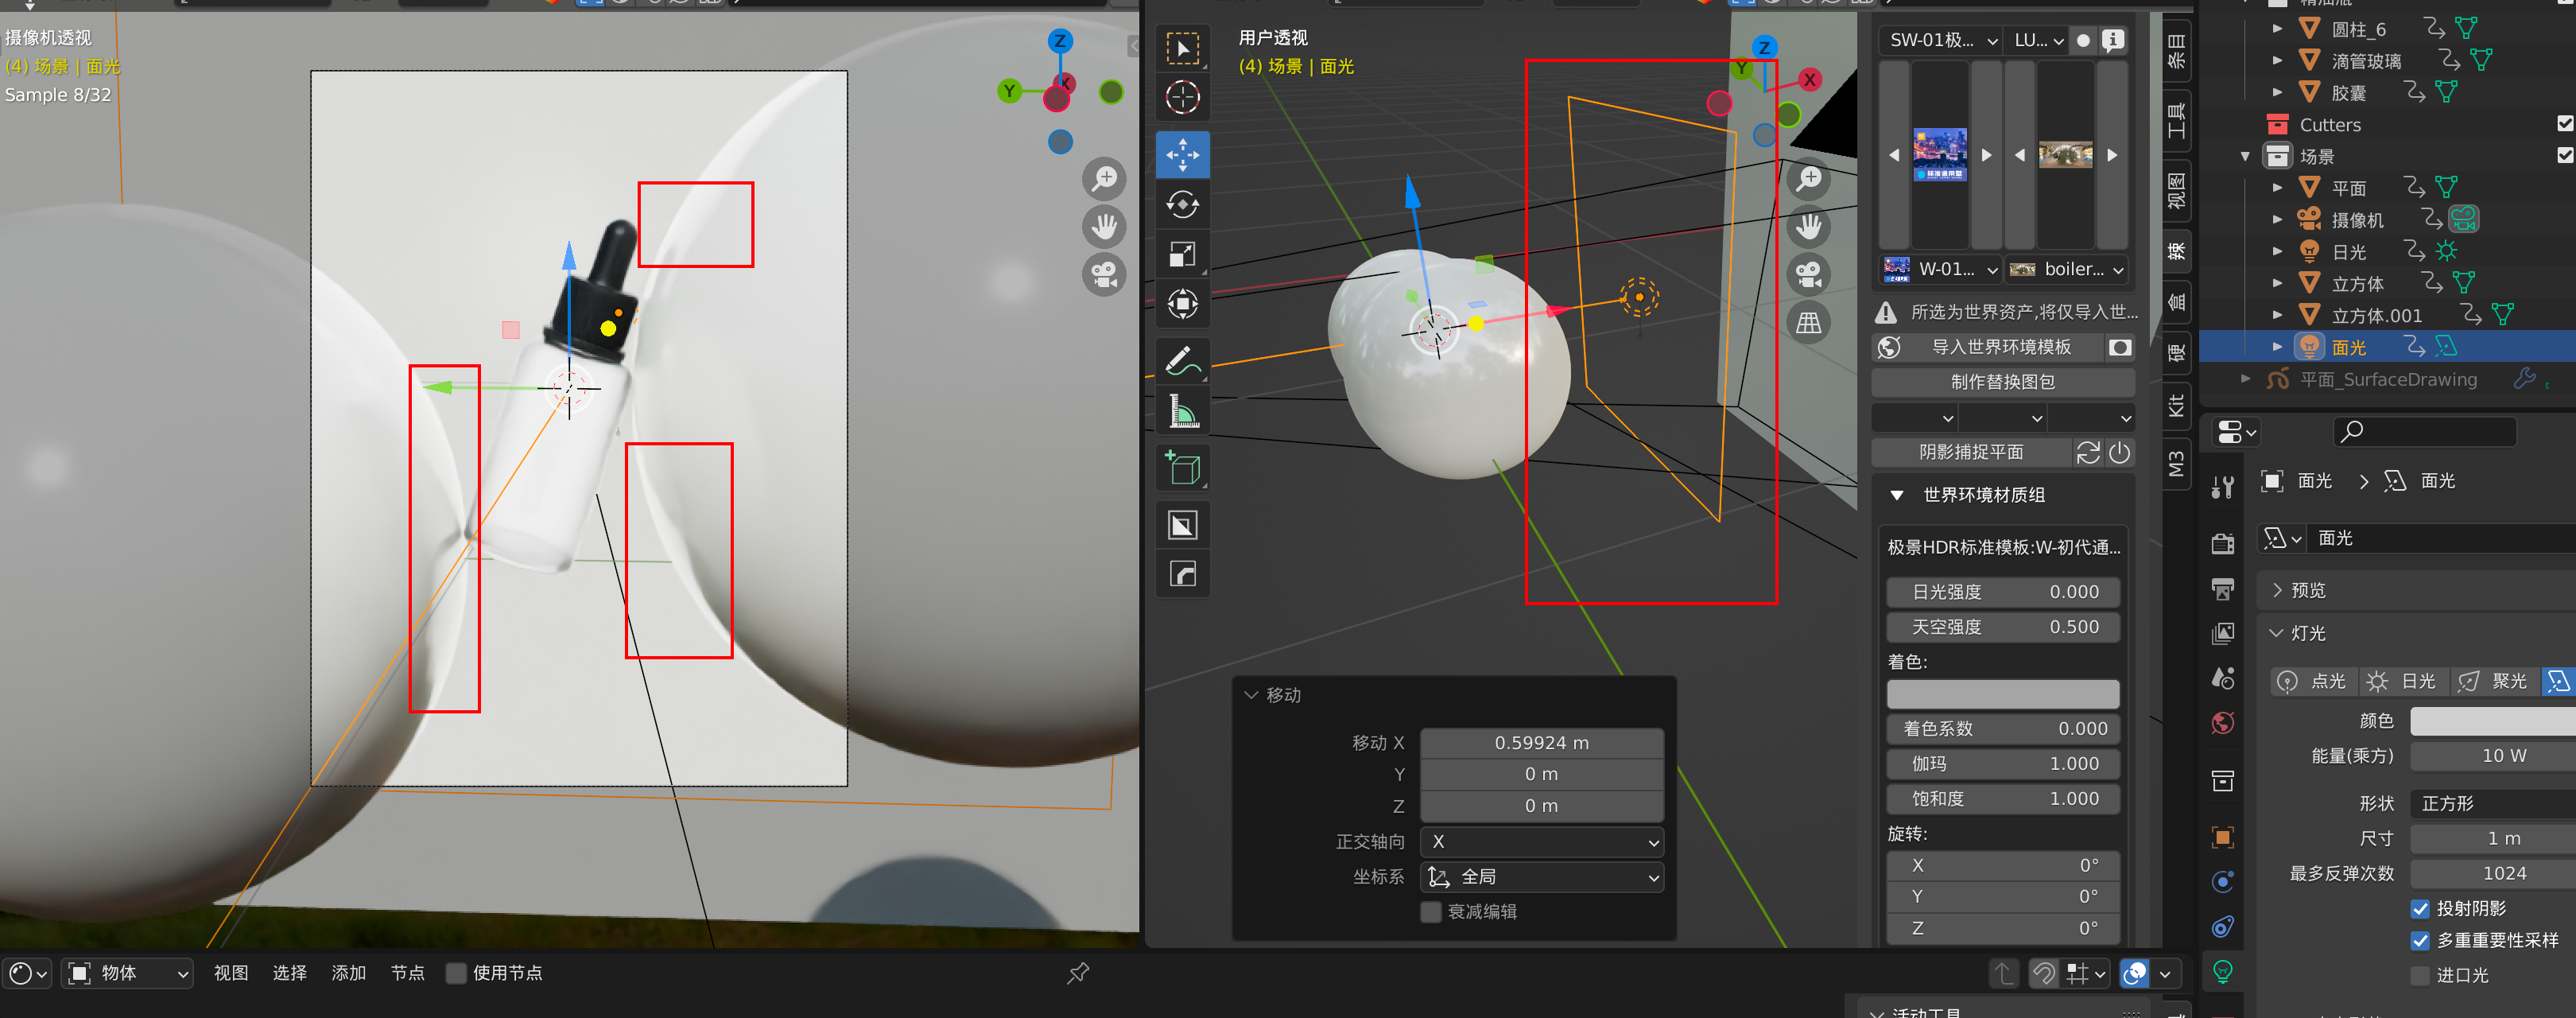 摄像机透视
(4) 场景 | 面光
Sample 8/32
Z
Y
X
用户透视
(4) 场景 | 面光
Z
Y
X
SW-01极...
LU...
W-01...
boiler...
所选为世界资产,将仅导入世...
导入世界环境模板
制作替换图包
阴影捕捉平面
世界环境材质组
极景HDR标准模板:W-初代通...
日光强度 0.000
天空强度 0.500
着色:
着色系数 0.000
伽玛 1.000
饱和度 1.000
旋转:
X 0°
Y 0°
Z 0°
条目
工具
视图
辣
盒
硬
Kit
M3
移动
移动 X 0.59924 m
Y 0 m
Z 0 m
正交轴向 X
坐标系 全局
衰减编辑
圆柱_6
滴管玻璃
胶囊
Cutters
场景
平面
摄像机
日光
立方体
立方体.001
面光
平面_SurfaceDrawing
面光 > 面光
面光
预览
灯光
点光 日光 聚光
颜色
能量(乘方) 10 W
形状 正方形
尺寸 1 m
最多反弹次数 1024
投射阴影
多重重要性采样
进口光
物体 视图 选择 添加 节点 使用节点
活动工具